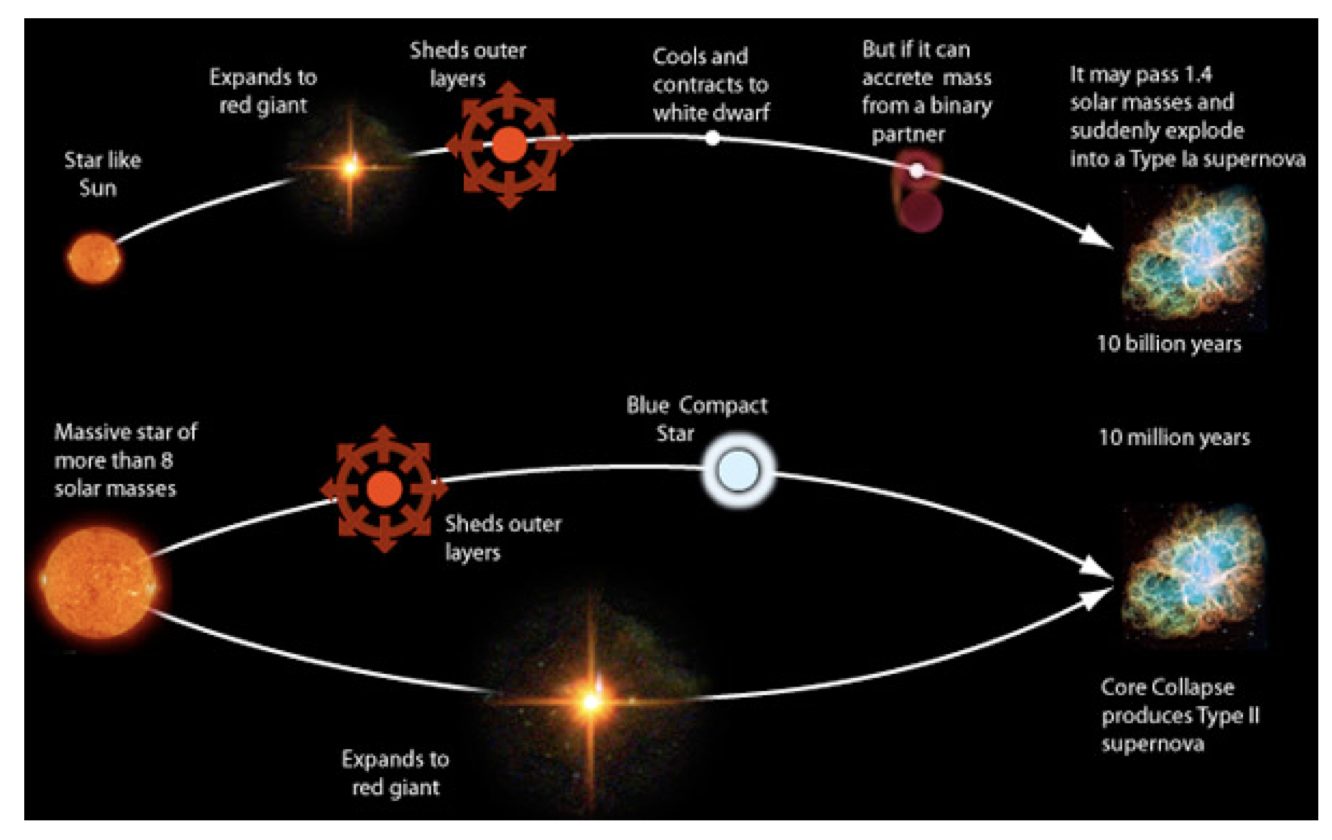 Star like
Sun
Expands to
red giant
Sheds outer
layers
Cools and
contracts to
white dwarf
But if it can
accrete mass
from a binary
partner
It may pass 1.4
solar masses and
suddenly explode
into a Type Ia supernova
10 billion years
Massive star of
more than 8
solar masses
Sheds outer
layers
Blue Compact
Star
10 million years
Expands to
red giant
Core Collapse
produces Type II
supernova